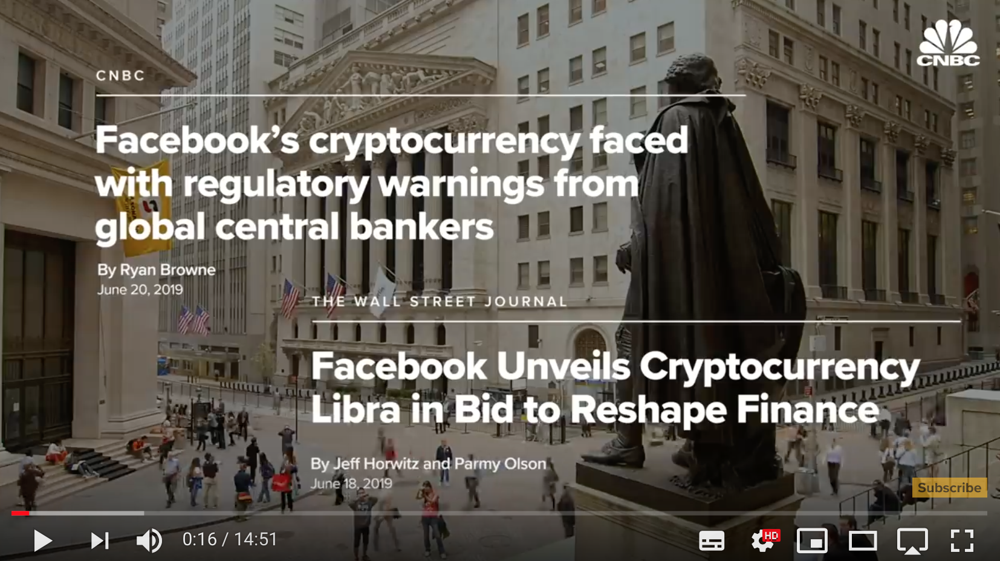 CNBC
CNBC
Facebook's cryptocurrency faced
with regulatory warnings from
global central bankers
By Ryan Browne
June 20, 2019
THE WALL STREET JOURNAL
Facebook Unveils Cryptocurrency
Libra in Bid to Reshape Finance
By Jeff Horwitz and Parmy Olson
June 18, 2019
Subscribe
0:16 / 14:51
HD